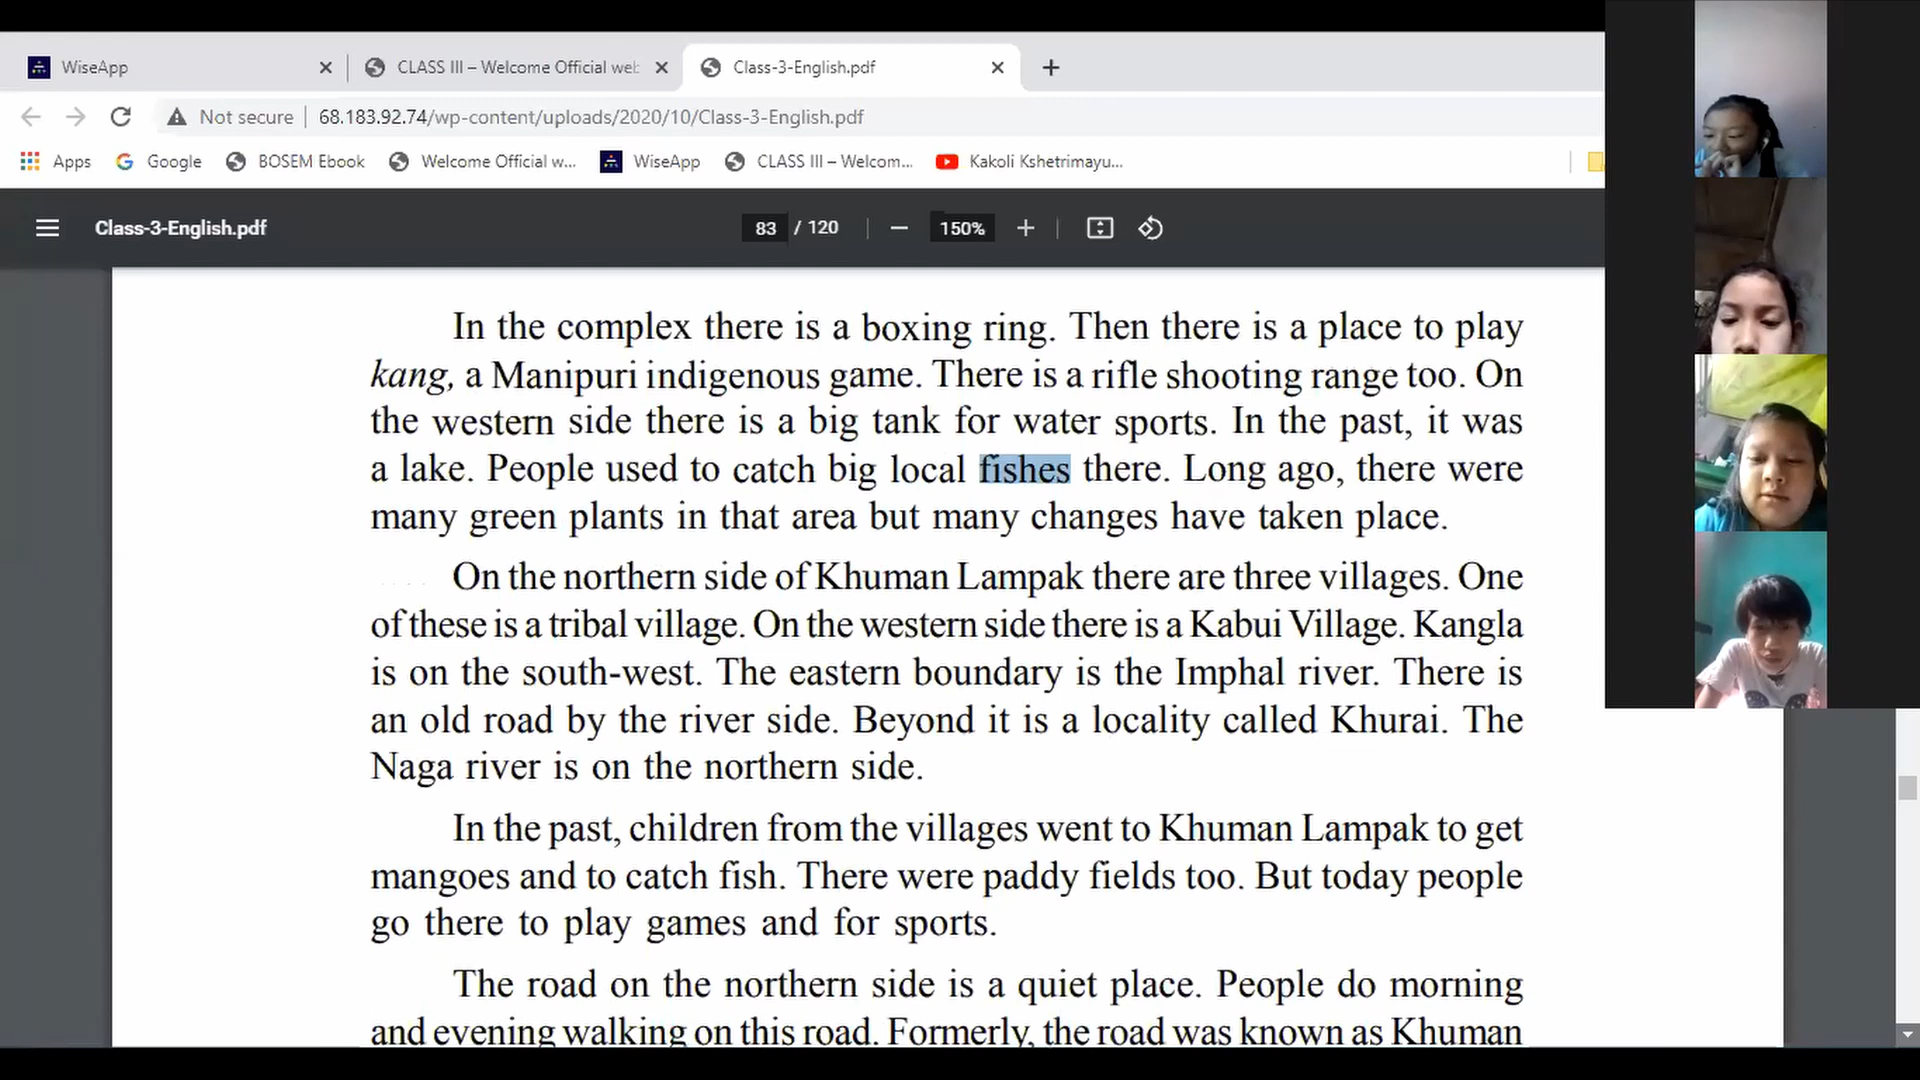 WiseApp
CLASS III – Welcome Official wel
Class-3-English.pdf
Not secure
68.183.92.74/wp-content/uploads/2020/10/Class-3-English.pdf
Apps
Google
BOSEM Ebook
Welcome Official w...
WiseApp
CLASS III – Welcom...
Kakoli Kshetrimayu...
Class-3-English.pdf
83 / 120
150%
In the complex there is a boxing ring. Then there is a place to play
kang, a Manipuri indigenous game. There is a rifle shooting range too. On
the western side there is a big tank for water sports. In the past, it was
a lake. People used to catch big local fishes there. Long ago, there were
many green plants in that area but many changes have taken place.
On the northern side of Khuman Lampak there are three villages. One
of these is a tribal village. On the western side there is a Kabui Village. Kangla
is on the south-west. The eastern boundary is the Imphal river. There is
an old road by the river side. Beyond it is a locality called Khurai. The
Naga river is on the northern side.
In the past, children from the villages went to Khuman Lampak to get
mangoes and to catch fish. There were paddy fields too. But today people
go there to play games and for sports.
The road on the northern side is a quiet place. People do morning
and evening walking on this road. Formerly, the road was known as Khuman